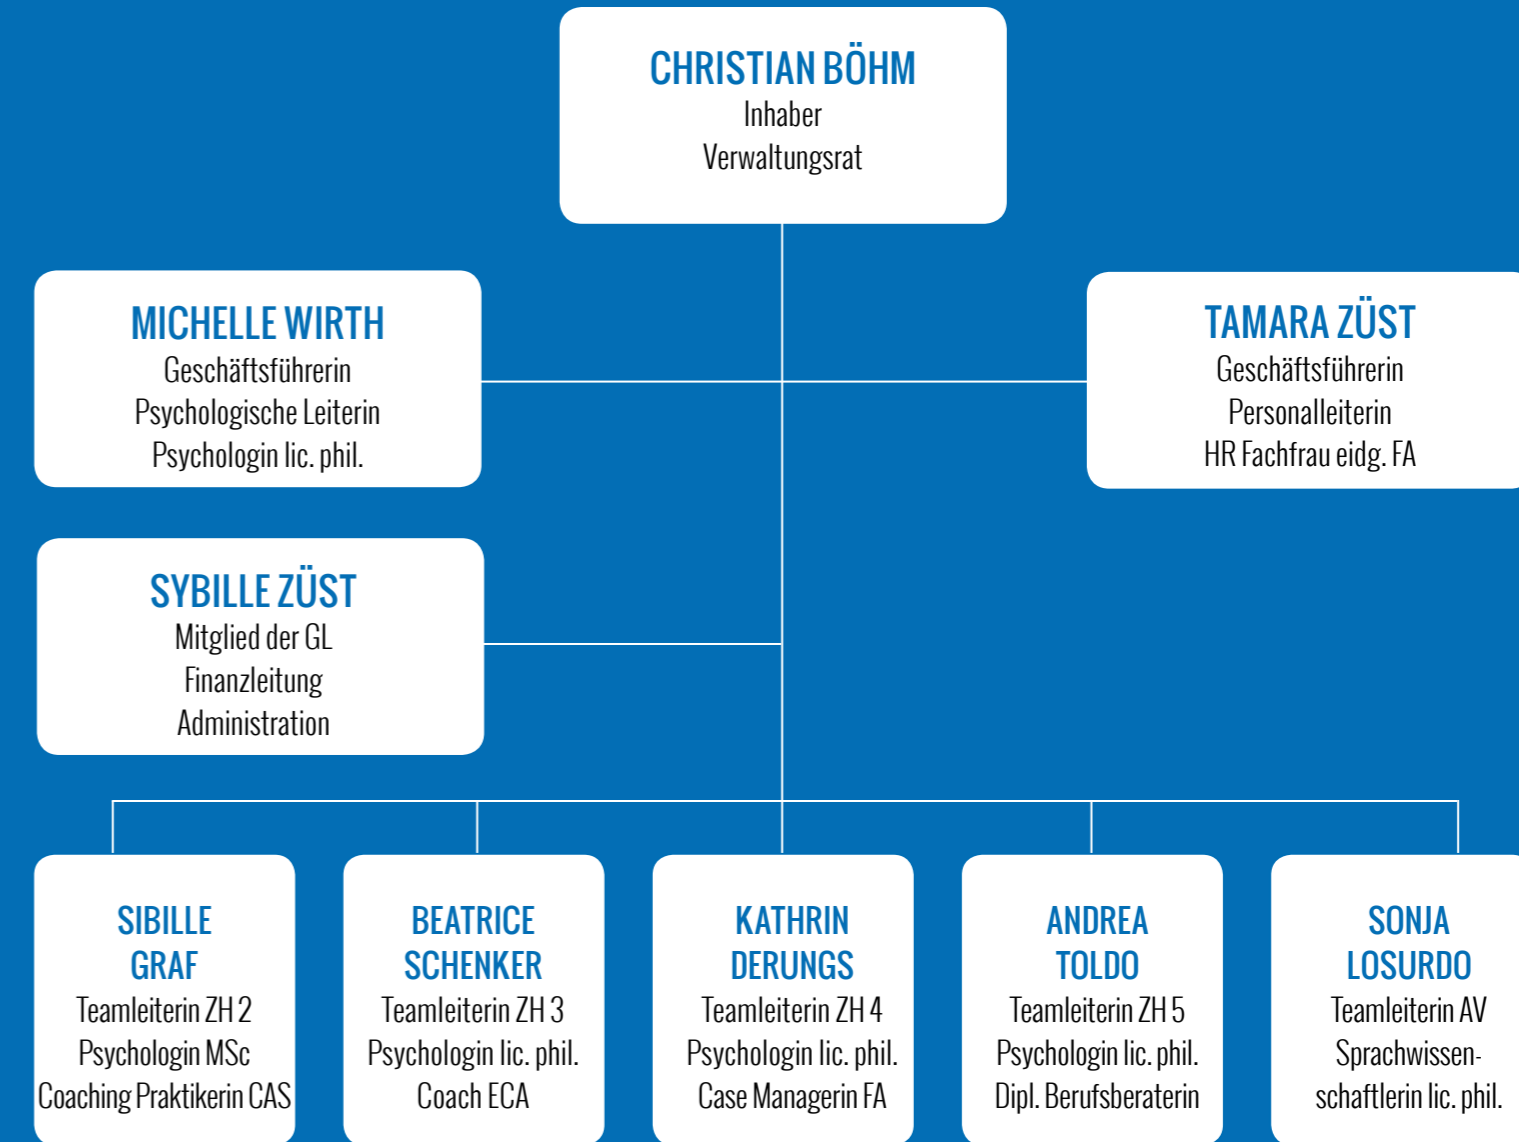 CHRISTIAN BÖHM
Inhaber
Verwaltungsrat
MICHELLE WIRTH
Geschäftsführerin
Psychologische Leiterin
Psychologin lic. phil.
TAMARA ZÜST
Geschäftsführerin
Personalleiterin
HR Fachfrau eidg. FA
SYBILLE ZÜST
Mitglied der GL
Finanzleitung
Administration
SIBILLE
GRAF
Teamleiterin ZH 2
Psychologin MSc
Coaching Praktikerin CAS
BEATRICE
SCHENKER
Teamleiterin ZH 3
Psychologin lic. phil.
Coach ECA
KATHRIN
DERUNGS
Teamleiterin ZH 4
Psychologin lic. phil.
Case Managerin FA
ANDREA
TOLDO
Teamleiterin ZH 5
Psychologin lic. phil.
Dipl. Berufsberaterin
SONJA
LOSURDO
Teamleiterin AV
Sprachwissen-
schaftlerin lic. phil.